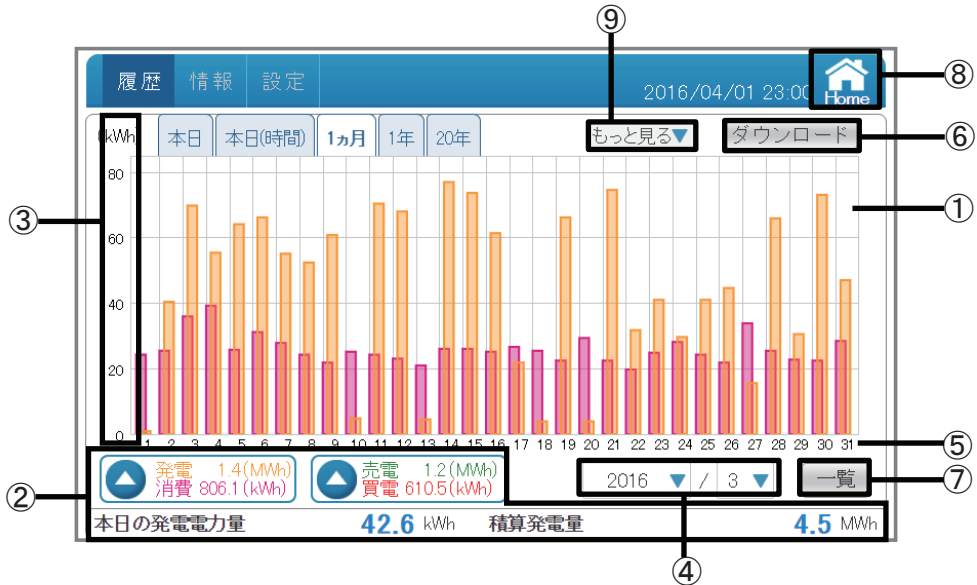 ⑨
履歴 情報 設定
2016/04/01 23:00
Home
⑧
(kWh)
本日 本日(時間) 1ヵ月 1年 20年
もっと見る▼
ダウンロード
⑥
①
③
80
60
40
20
0
1 2 3 4 5 6 7 8 9 10 11 12 13 14 15 16 17 18 19 20 21 22 23 24 25 26 27 28 29 30 31
⑤
②
発電 1.4(MWh)
消費 806.1(kWh)
売電 1.2(MWh)
買電 610.5(kWh)
2016 ▼ / 3 ▼
一覧
⑦
本日の発電電力量 42.6 kWh 積算発電量 4.5 MWh
④